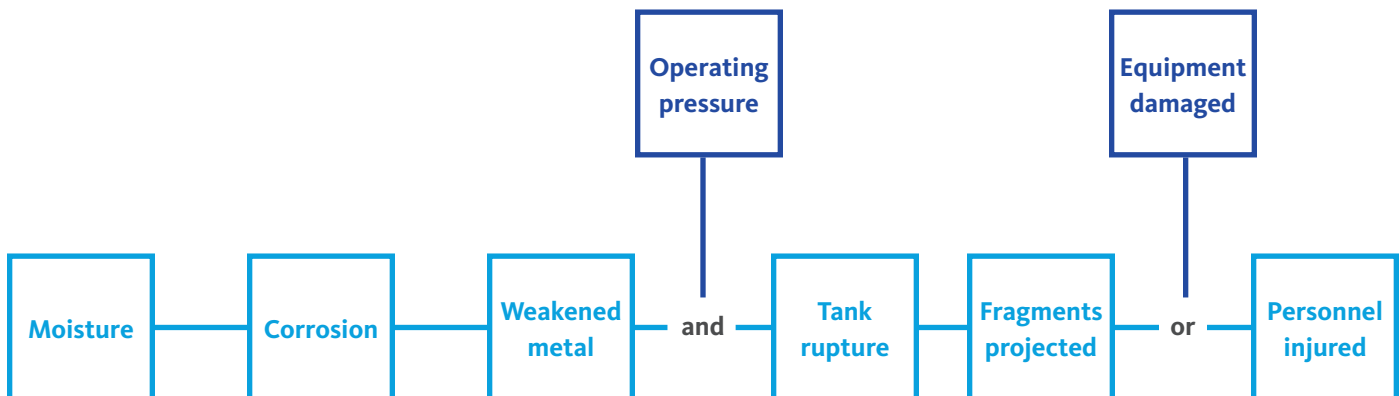 Operating
pressure
Equipment
damaged
Moisture
Corrosion
Weakened
metal
and
Tank
rupture
Fragments
projected
or
Personnel
injured